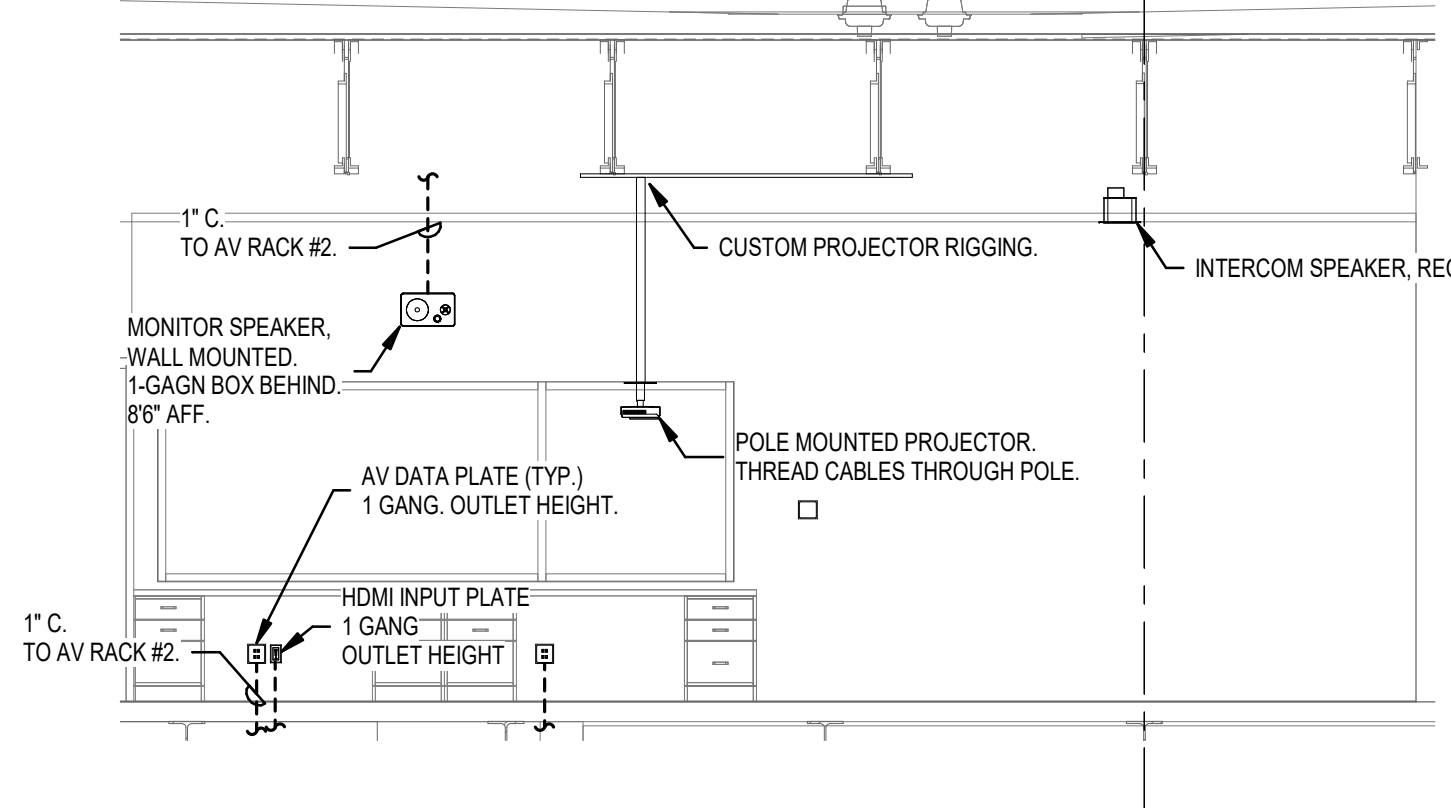 1" C.
TO AV RACK #2.
CUSTOM PROJECTOR RIGGING.
INTERCOM SPEAKER,
MONITOR SPEAKER,
WALL MOUNTED.
1-GAGN BOX BEHIND.
8'6" AFF.
POLE MOUNTED PROJECTOR.
THREAD CABLES THROUGH POLE.
AV DATA PLATE (TYP.)
1 GANG. OUTLET HEIGHT.
HDMI INPUT PLATE
1 GANG
OUTLET HEIGHT
1" C.
TO AV RACK #2.